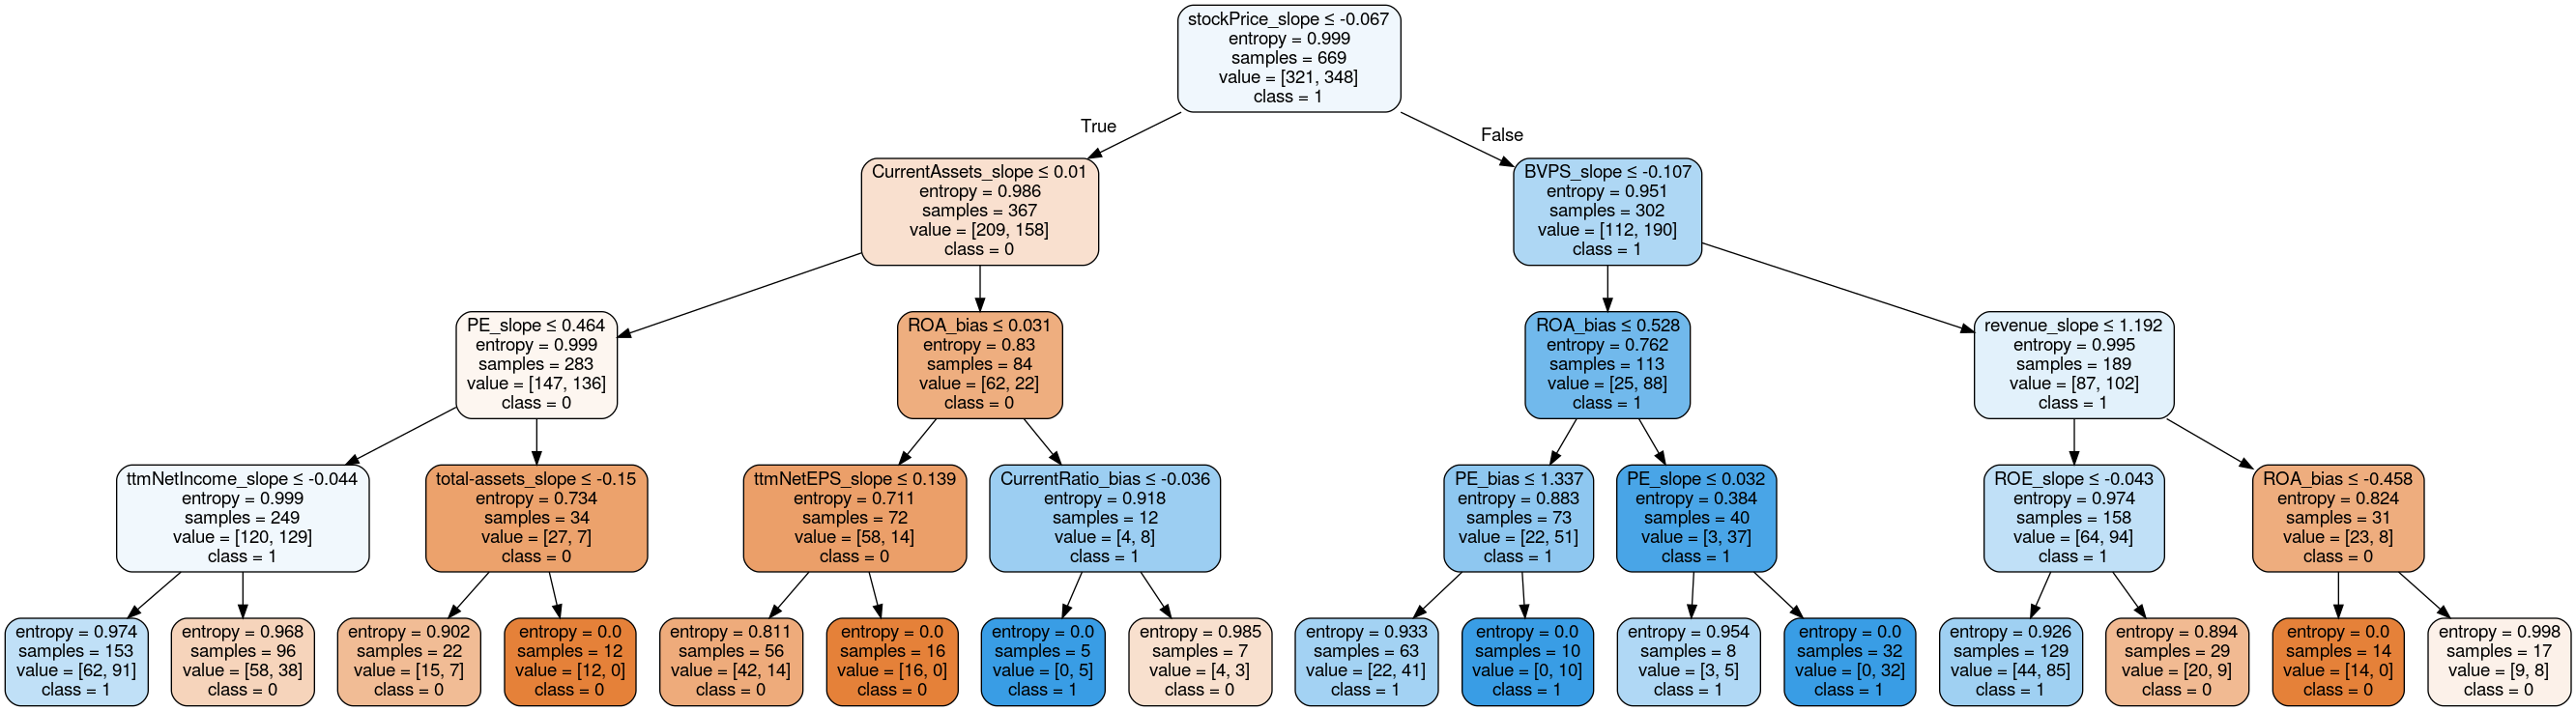 stockPrice_slope ≤ -0.067
entropy = 0.999
samples = 669
value = [321, 348]
class = 1
True
False
CurrentAssets_slope ≤ 0.01
entropy = 0.986
samples = 367
value = [209, 158]
class = 0
BVPS_slope ≤ -0.107
entropy = 0.951
samples = 302
value = [112, 190]
class = 1
PE_slope ≤ 0.464
entropy = 0.999
samples = 283
value = [147, 136]
class = 0
ROA_bias ≤ 0.031
entropy = 0.83
samples = 84
value = [62, 22]
class = 0
ROA_bias ≤ 0.528
entropy = 0.762
samples = 113
value = [25, 88]
class = 1
revenue_slope ≤ 1.192
entropy = 0.995
samples = 189
value = [87, 102]
class = 1
ttmNetIncome_slope ≤ -0.044
entropy = 0.999
samples = 249
value = [120, 129]
class = 1
total-assets_slope ≤ -0.15
entropy = 0.734
samples = 34
value = [27, 7]
class = 0
ttmNetEPS_slope ≤ 0.139
entropy = 0.711
samples = 72
value = [58, 14]
class = 0
CurrentRatio_bias ≤ -0.036
entropy = 0.918
samples = 12
value = [4, 8]
class = 1
PE_bias ≤ 1.337
entropy = 0.883
samples = 73
value = [22, 51]
class = 1
PE_slope ≤ 0.032
entropy = 0.384
samples = 40
value = [3, 37]
class = 1
ROE_slope ≤ -0.043
entropy = 0.974
samples = 158
value = [64, 94]
class = 1
ROA_bias ≤ -0.458
entropy = 0.824
samples = 31
value = [23, 8]
class = 0
entropy = 0.974
samples = 153
value = [62, 91]
class = 1
entropy = 0.968
samples = 96
value = [58, 38]
class = 0
entropy = 0.902
samples = 22
value = [15, 7]
class = 0
entropy = 0.0
samples = 12
value = [12, 0]
class = 0
entropy = 0.811
samples = 56
value = [42, 14]
class = 0
entropy = 0.0
samples = 16
value = [16, 0]
class = 0
entropy = 0.0
samples = 5
value = [0, 5]
class = 1
entropy = 0.985
samples = 7
value = [4, 3]
class = 0
entropy = 0.933
samples = 63
value = [22, 41]
class = 1
entropy = 0.0
samples = 10
value = [0, 10]
class = 1
entropy = 0.954
samples = 8
value = [3, 5]
class = 1
entropy = 0.0
samples = 32
value = [0, 32]
class = 1
entropy = 0.926
samples = 129
value = [44, 85]
class = 1
entropy = 0.894
samples = 29
value = [20, 9]
class = 0
entropy = 0.0
samples = 14
value = [14, 0]
class = 0
entropy = 0.998
samples = 17
value = [9, 8]
class = 0